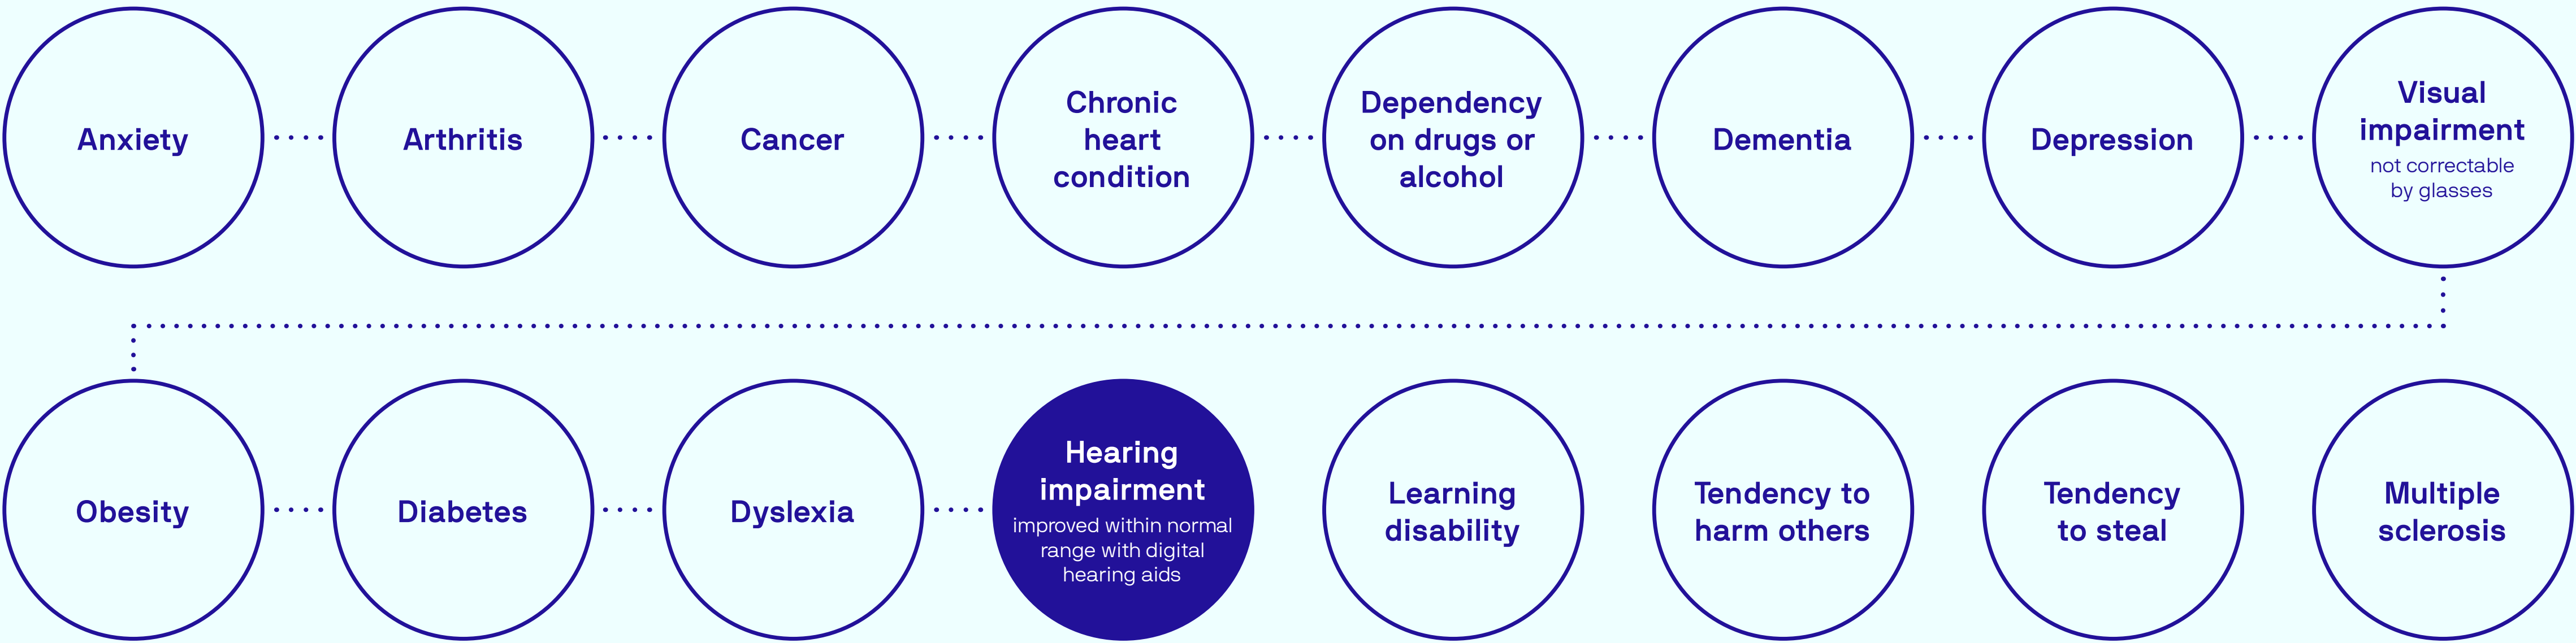 Anxiety
Arthritis
Cancer
Chronic
heart
condition
Dependency
on drugs or
alcohol
Dementia
Depression
Visual
impairment
not correctable
by glasses
Obesity
Diabetes
Dyslexia
Hearing
impairment
improved within normal
range with digital
hearing aids
Learning
disability
Tendency to
harm others
Tendency
to steal
Multiple
sclerosis